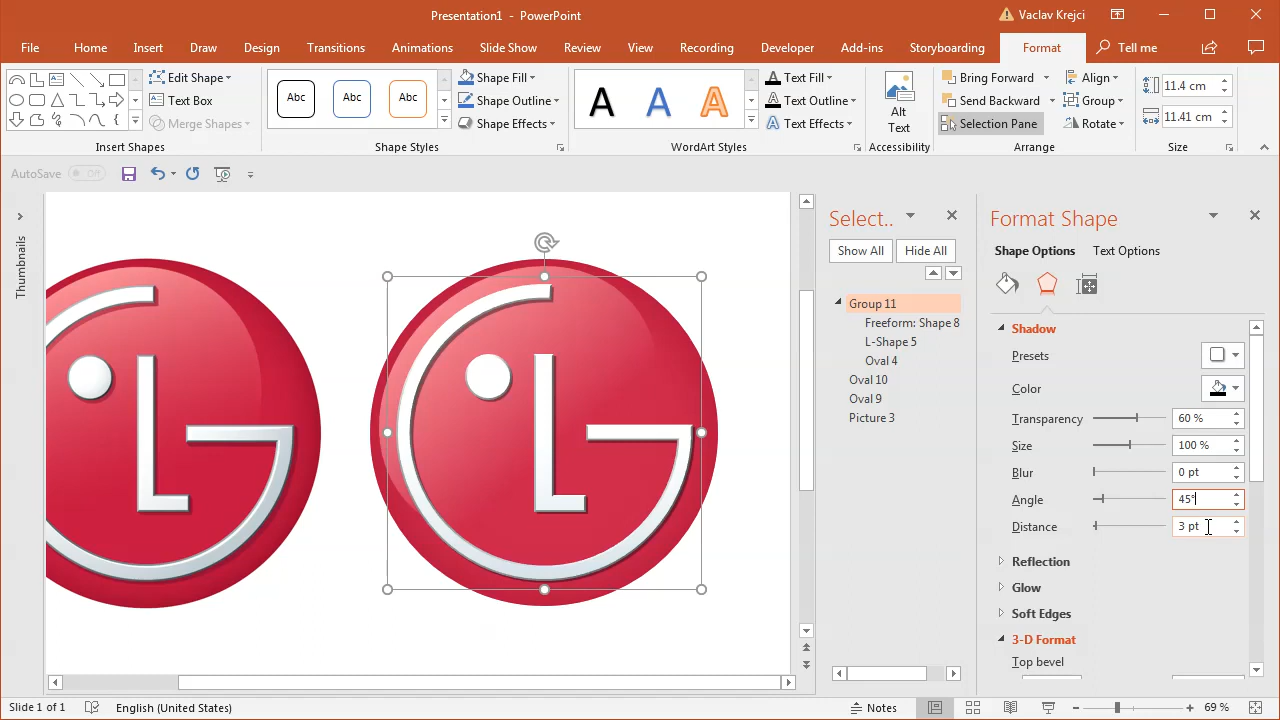 Presentation1 - PowerPoint
Vaclav Krejci
File Home Insert Draw Design Transitions Animations Slide Show Review View Recording Developer Add-ins Storyboarding Format Tell me
Edit Shape
Text Box
Merge Shapes
Insert Shapes
Abc Abc Abc
Shape Fill
Shape Outline
Shape Effects
Shape Styles
A A A
Text Fill
Text Outline
Text Effects
WordArt Styles
Alt
Text
Accessibility
Bring Forward
Send Backward
Selection Pane
Align
Group
Rotate
Arrange
11.4 cm
11.41 cm
Size
AutoSave Off
Thumbnails
LG
LG
Select..
Show All Hide All
Group 11
Freeform: Shape 8
L-Shape 5
Oval 4
Oval 10
Oval 9
Picture 3
Format Shape
Shape Options Text Options
Shadow
Presets
Color
Transparency 60 %
Size 100 %
Blur 0 pt
Angle 45°
Distance 3 pt
Reflection
Glow
Soft Edges
3-D Format
Top bevel
Slide 1 of 1 English (United States) Notes 69 %